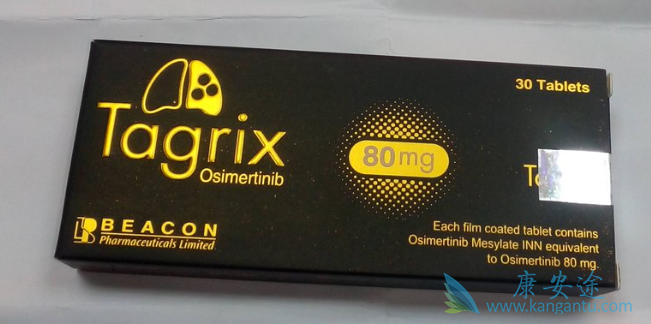 30 Tablets
Tagrix
Osimertinib
80mg
BEACON
Pharmaceuticals Limited
Each film coated tablet contains
Osimertinib Mesylate INN equivalent
to Osimertinib 80 mg.
康安途
www.kangantu.com